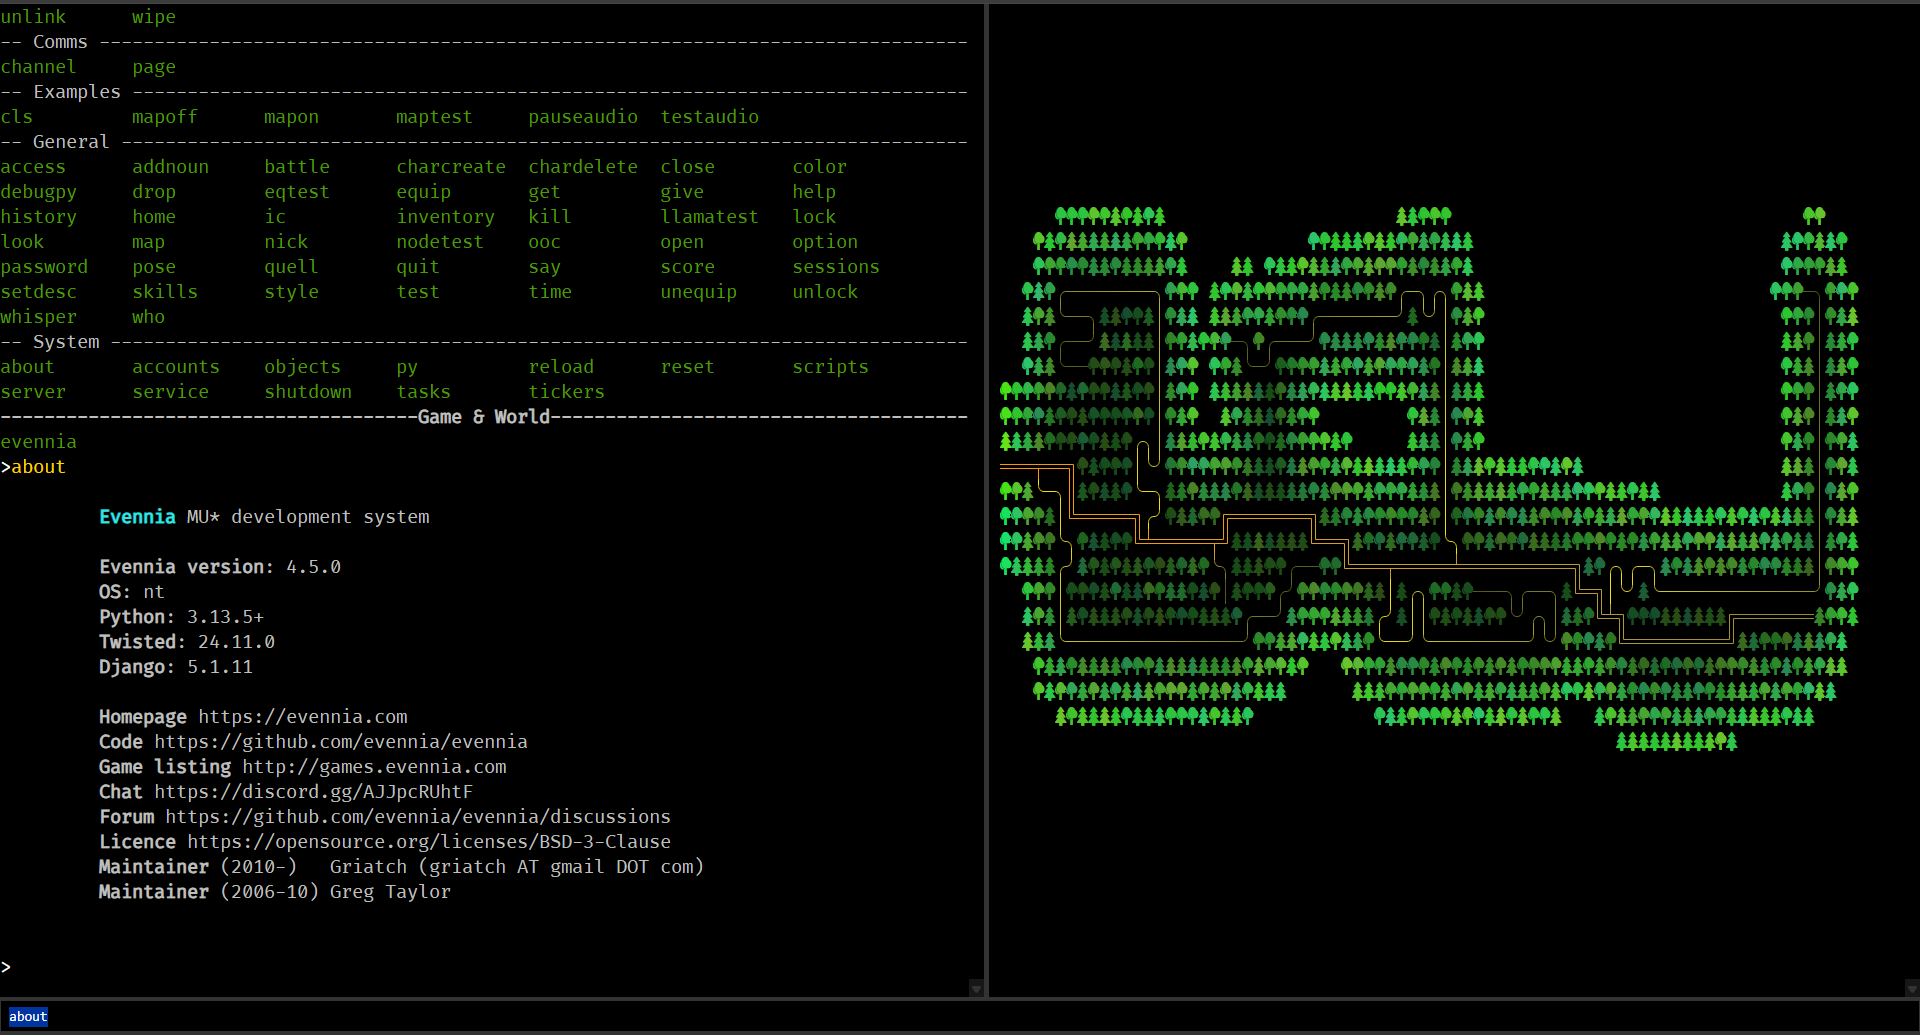 unlink wipe
-- Comms -------------------------------------------------------------------------------
channel page
-- Examples ----------------------------------------------------------------------------
cls mapoff mapon maptest pauseaudio testaudio
-- General -----------------------------------------------------------------------------
access addnoun battle charcreate chardelete close color
debugpy drop eqtest equip get give help
history home ic inventory kill llamatest lock
look map nick nodetest ooc open option
password pose quell quit say score sessions
setdesc skills style test time unequip unlock
whisper who
-- System ------------------------------------------------------------------------------
about accounts objects py reload reset scripts
server service shutdown tasks tickers
--------------------------------------Game & World--------------------------------------
evennia
>about
Evennia MU* development system
Evennia version: 4.5.0
OS: nt
Python: 3.13.5+
Twisted: 24.11.0
Django: 5.1.11
Homepage https://evennia.com
Code https://github.com/evennia/evennia
Game listing http://games.evennia.com
Chat https://discord.gg/AJJpcRUhtF
Forum https://github.com/evennia/evennia/discussions
Licence https://opensource.org/licenses/BSD-3-Clause
Maintainer (2010-) Griatch (griatch AT gmail DOT com)
Maintainer (2006-10) Greg Taylor
>
about